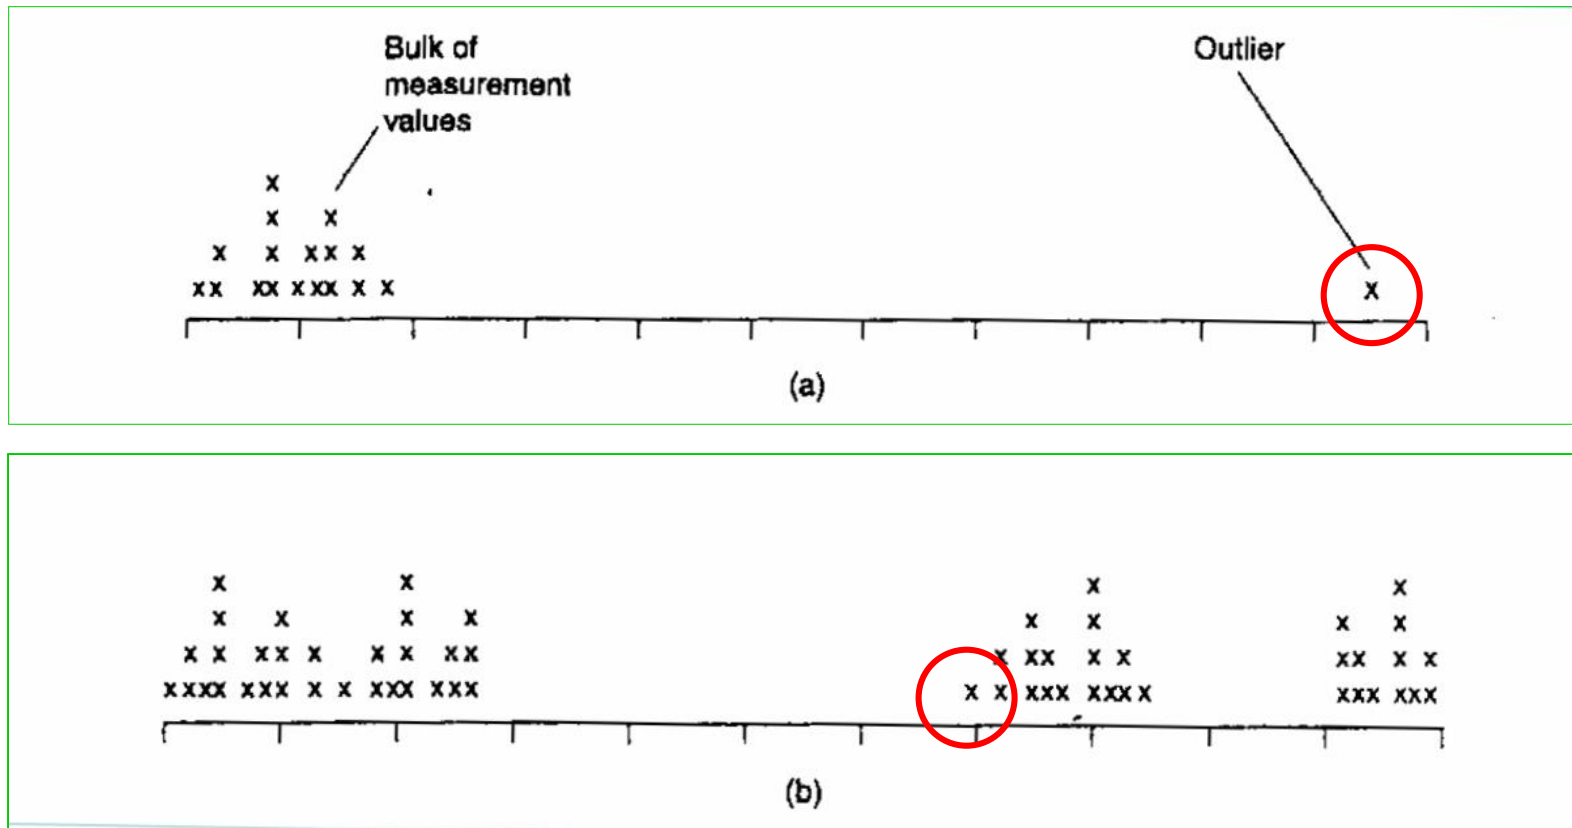 Bulk of
measurement
values
Outlier
(a)
(b)